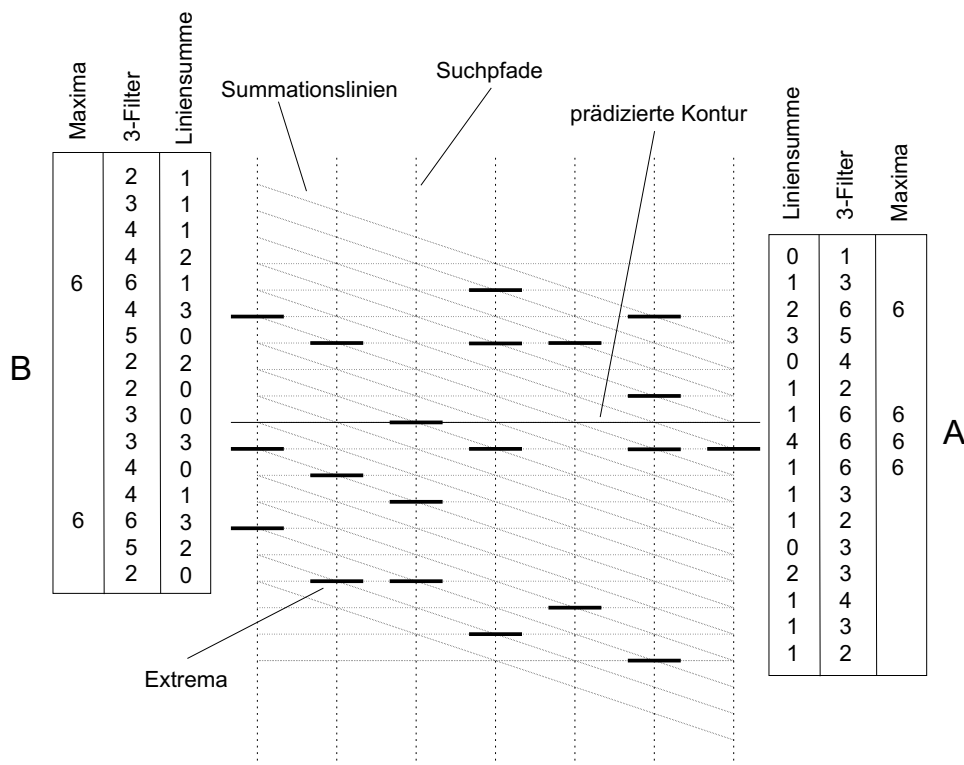 Maxima 3-Filter Liniensumme
Summationslinien
Suchpfade
prädizierte Kontur
Liniensumme 3-Filter Maxima
2 1
3 1
4 1
4 2
6 6 1
4 3
5 0
2 2
2 0
3 0
3 3
4 0
4 1
6 6 3
5 2
2 0
B
0 1
1 3
2 6 6
3 5
0 4
1 2
1 6 6
4 6 6
1 6 6
1 3
1 2
0 3
2 3
1 4
1 3
1 2
A
Extrema